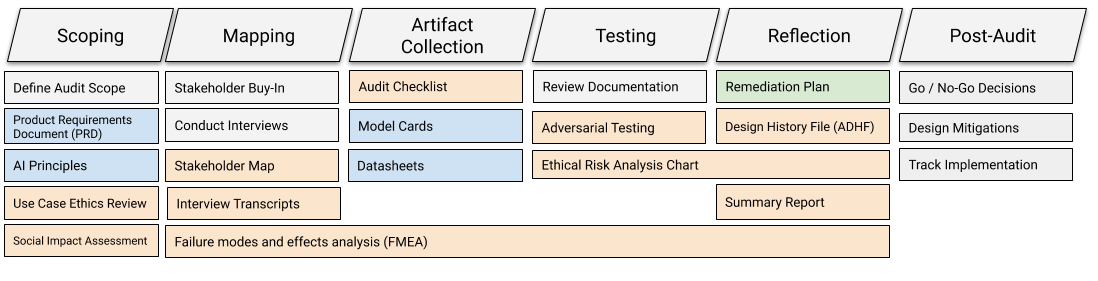 Scoping
Mapping
Artifact
Collection
Testing
Reflection
Post-Audit
Define Audit Scope
Stakeholder Buy-In
Audit Checklist
Review Documentation
Remediation Plan
Go / No-Go Decisions
Product Requirements
Document (PRD)
Conduct Interviews
Model Cards
Adversarial Testing
Design History File (ADHF)
Design Mitigations
AI Principles
Stakeholder Map
Datasheets
Ethical Risk Analysis Chart
Track Implementation
Use Case Ethics Review
Interview Transcripts
Summary Report
Social Impact Assessment
Failure modes and effects analysis (FMEA)